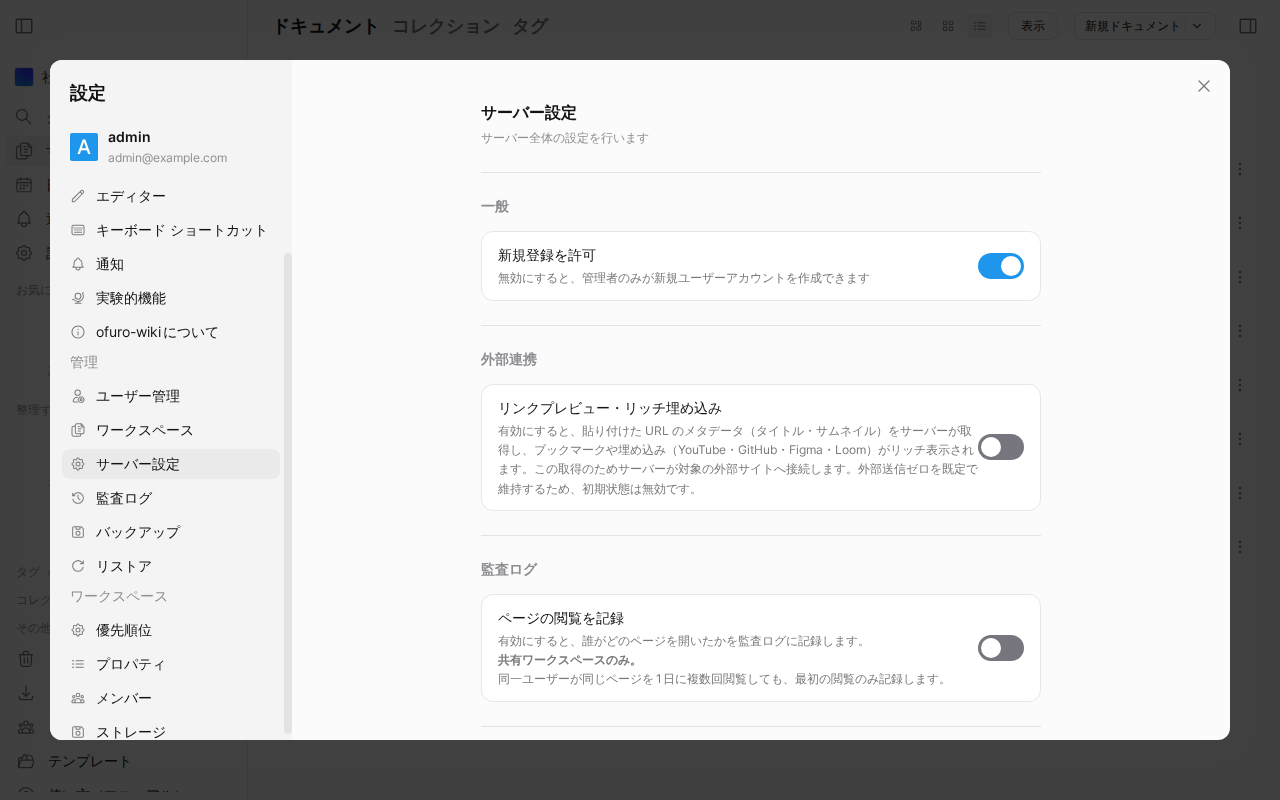 ドキュメント コレクション タグ
表示
新規ドキュメント
設定
A
admin
admin@example.com
エディター
キーボード ショートカット
通知
実験的機能
ofuro-wikiについて
管理
ユーザー管理
ワークスペース
サーバー設定
監査ログ
バックアップ
リストア
ワークスペース
優先順位
プロパティ
メンバー
ストレージ
サーバー設定
サーバー全体の設定を行います
一般
新規登録を許可
無効にすると、管理者のみが新規ユーザーアカウントを作成できます
外部連携
リンクプレビュー・リッチ埋め込み
有効にすると、貼り付けた URL のメタデータ（タイトル・サムネイル）をサーバーが取
得し、ブックマークや埋め込み（YouTube・GitHub・Figma・Loom）がリッチ表示され
ます。この取得のためサーバーが対象の外部サイトへ接続します。外部送信ゼロを既定で
維持するため、初期状態は無効です。
監査ログ
ページの閲覧を記録
有効にすると、誰がどのページを開いたかを監査ログに記録します。
共有ワークスペースのみ。
同一ユーザーが同じページを1日に複数回閲覧しても、最初の閲覧のみ記録します。
お気に
整理す
タグ
コレク
その他
テンプレート